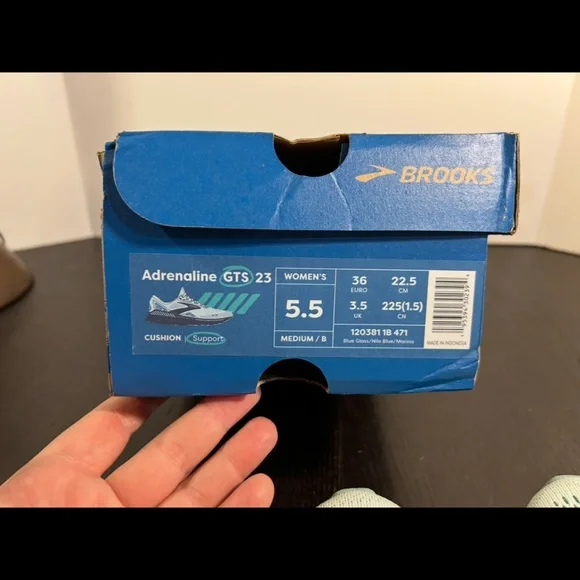 BROOKS
Adrenaline GTS 23
CUSHION | Support
WOMEN'S
5.5
MEDIUM / B
36 22.5
EURO CM
3.5 225(1.5)
UK CN
120381 1B 471
Blue Glass/Nile Blue/Marina
MADE IN INDONESIA